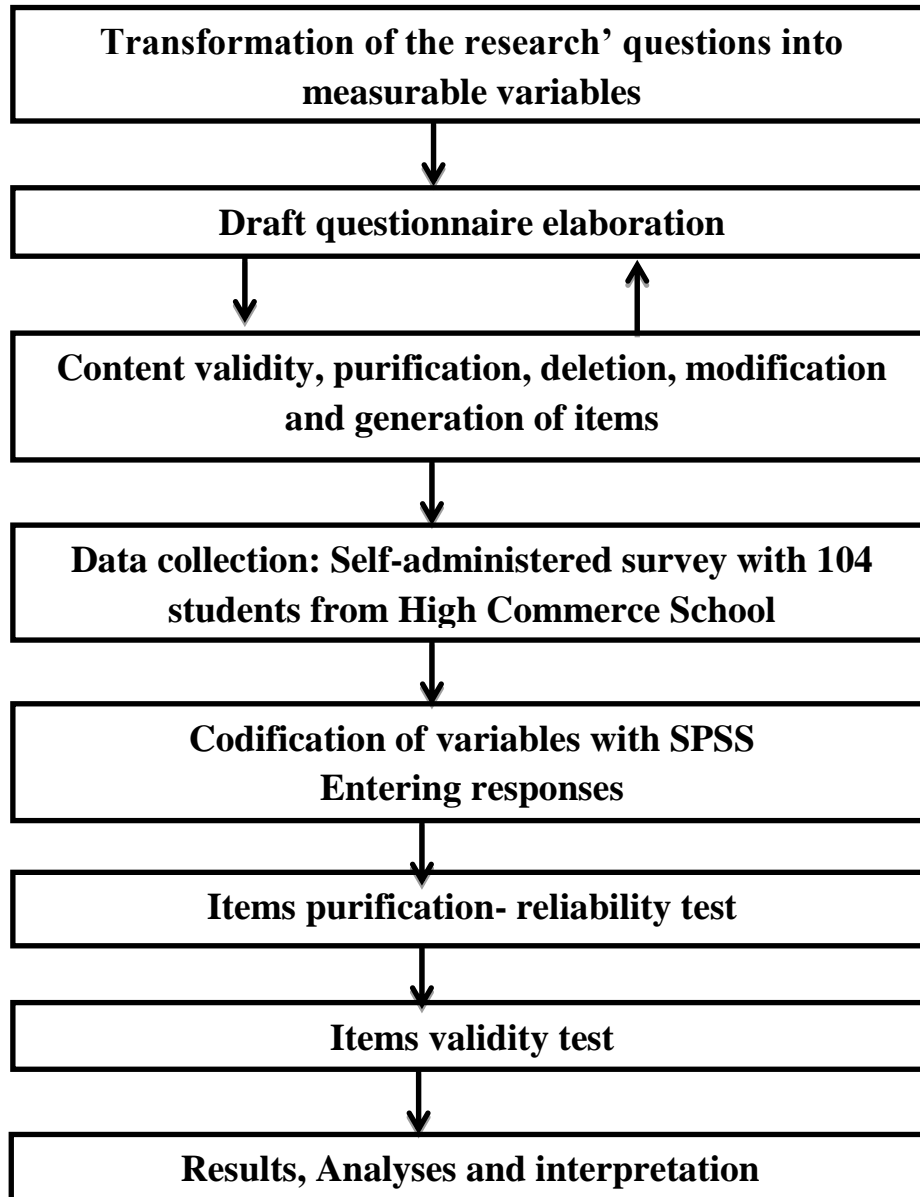 Transformation of the research’ questions into
measurable variables
Draft questionnaire elaboration
Content validity, purification, deletion, modification
and generation of items
Data collection: Self-administered survey with 104
students from High Commerce School
Codification of variables with SPSS
Entering responses
Items purification- reliability test
Items validity test
Results, Analyses and interpretation